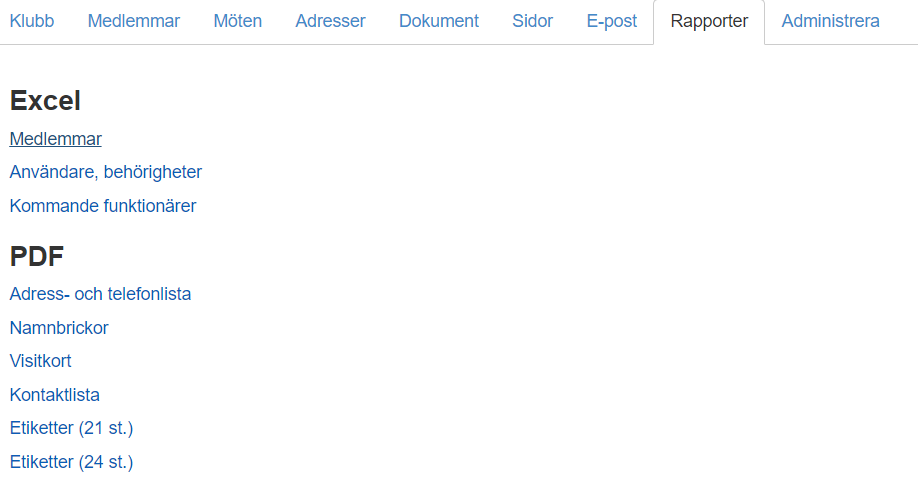 Klubb Medlemmar Möten Adresser Dokument Sidor E-post Rapporter Administrera
Excel
Medlemmar
Användare, behörigheter
Kommande funktionärer
PDF
Adress- och telefonlista
Namnbrickor
Visitkort
Kontaktlista
Etiketter (21 st.)
Etiketter (24 st.)